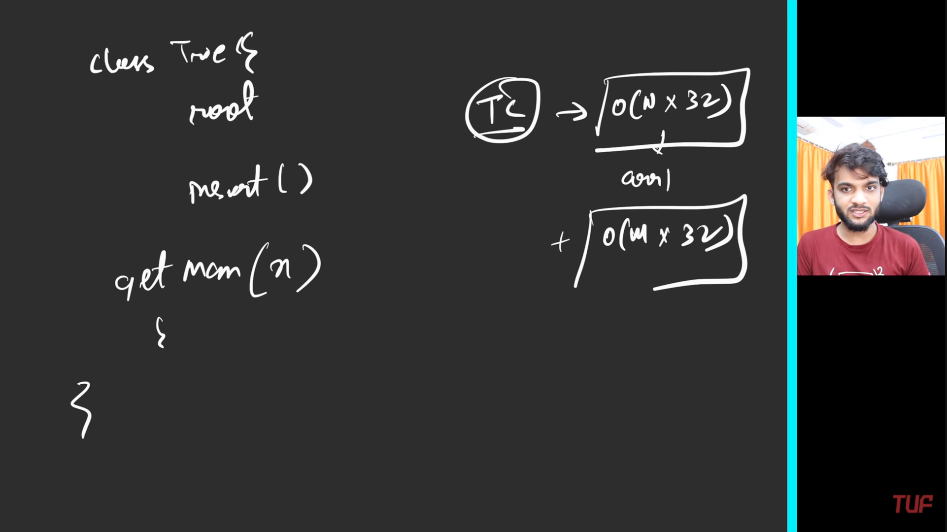 class Trie {
root
insert ()
getmax (x)
{
}
TC → O(N x 32)
↓
arr1
+ O(M x 32)
TUF